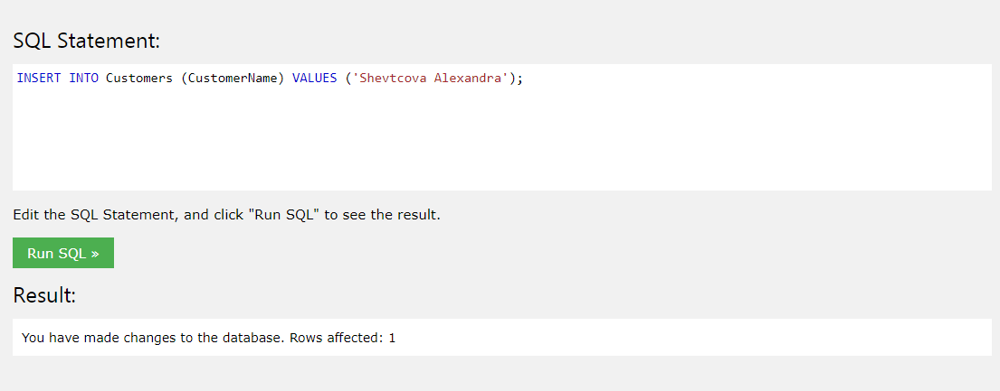 SQL Statement:
INSERT INTO Customers (CustomerName) VALUES ('Shevtcova Alexandra');
Edit the SQL Statement, and click "Run SQL" to see the result.
Run SQL »
Result:
You have made changes to the database. Rows affected: 1